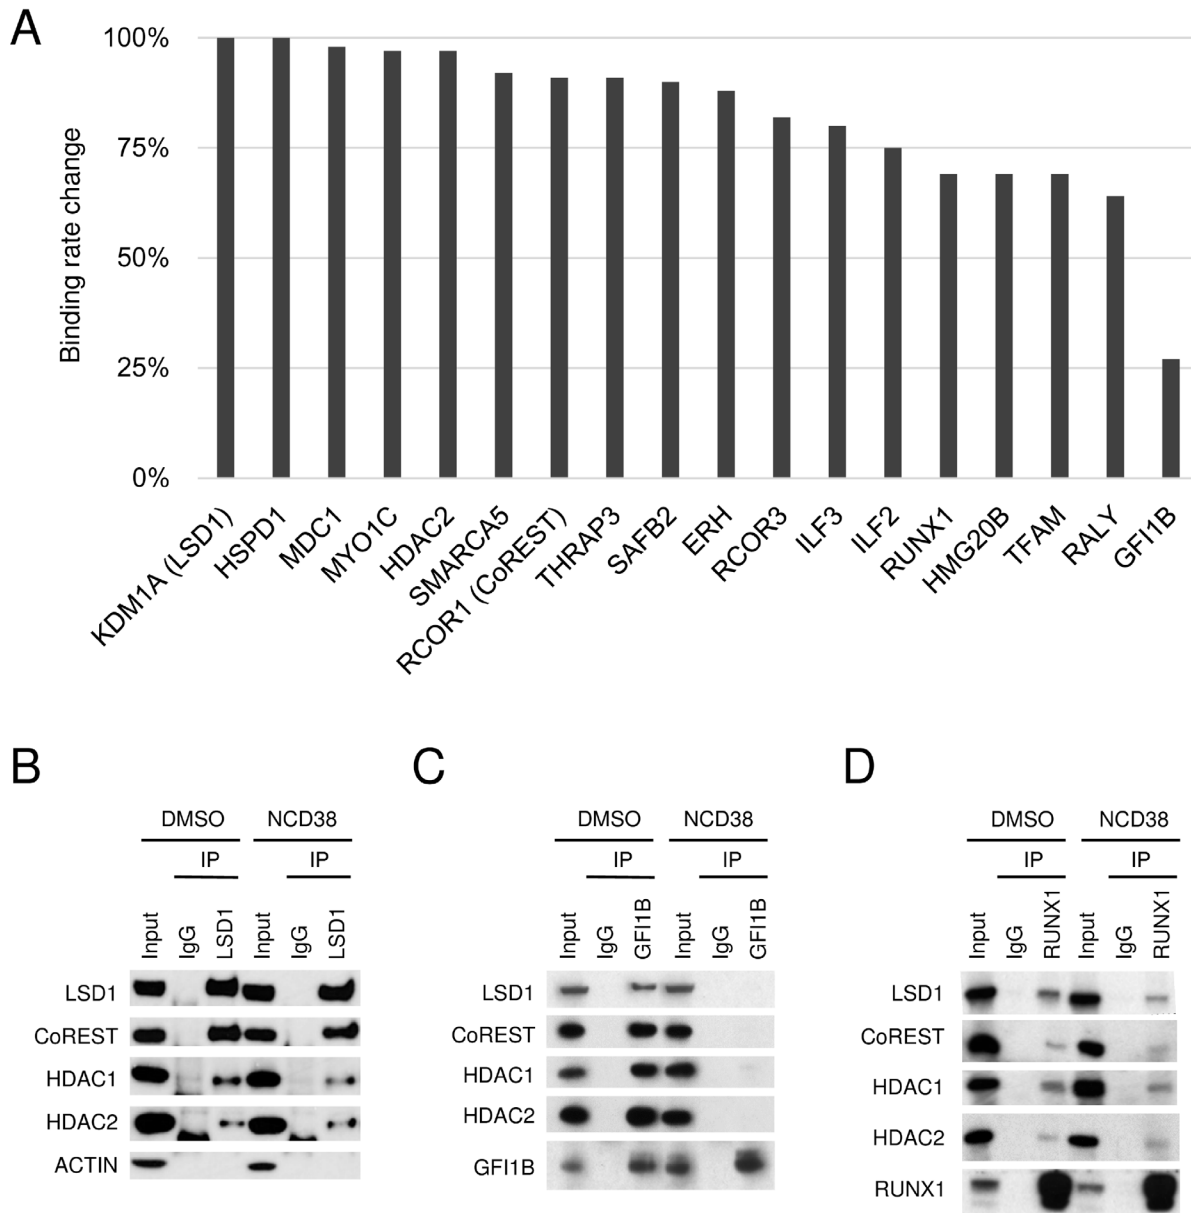 A
100%
75%
50%
25%
0%
Binding rate change
KDM1A (LSD1)
HSPD1
MDC1
MYO1C
HDAC2
SMARCA5
RCOR1 (CoREST)
THRAP3
SAFB2
ERH
RCOR3
ILF3
ILF2
RUNX1
HMG20B
TFAM
RALY
GFI1B
B
DMSO NCD38
IP IP
Input IgG LSD1 Input IgG LSD1
LSD1
CoREST
HDAC1
HDAC2
ACTIN
C
DMSO NCD38
IP IP
Input IgG GFI1B Input IgG GFI1B
LSD1
CoREST
HDAC1
HDAC2
GFI1B
D
DMSO NCD38
IP IP
Input IgG RUNX1 Input IgG RUNX1
LSD1
CoREST
HDAC1
HDAC2
RUNX1